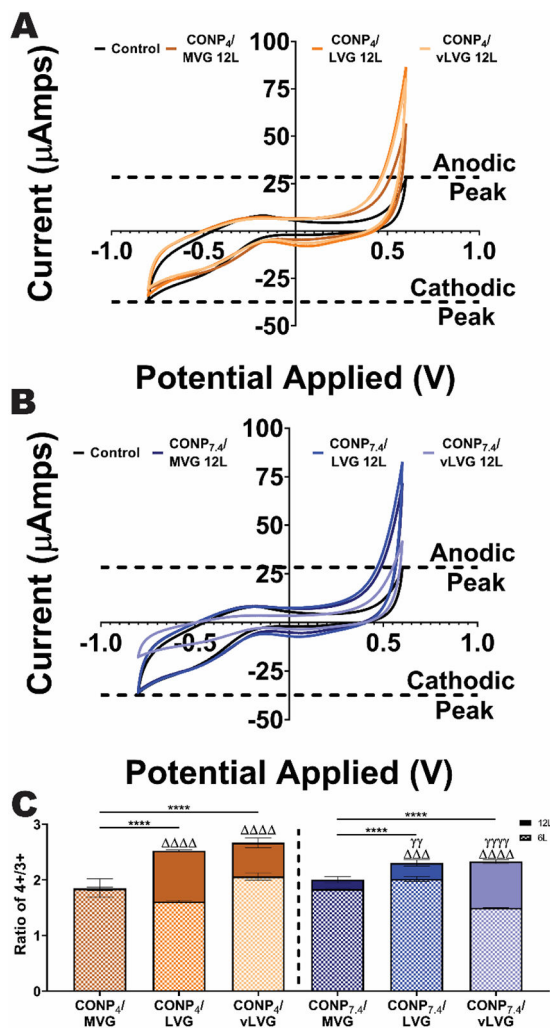 A
Control
CONP4/
MVG 12L
CONP4/
LVG 12L
CONP4/
vLVG 12L
Current (μAmps)
100
75
50
25
-25
-50
-1.0
-0.5
0.5
1.0
Anodic
Peak
Cathodic
Peak
Potential Applied (V)
B
Control
CONP7.4/
MVG 12L
CONP7.4/
LVG 12L
CONP7.4/
vLVG 12L
Current (μAmps)
100
75
50
25
-25
-50
-1.0
-0.5
0.5
1.0
Anodic
Peak
Cathodic
Peak
Potential Applied (V)
C
Ratio of 4+/3+
3
2
1
0
****
****
ΔΔΔΔ
ΔΔΔΔ
****
****
γγ
ΔΔΔ
γγγγ
ΔΔΔΔ
12L
6L
CONP4/
MVG
CONP4/
LVG
CONP4/
vLVG
CONP7.4/
MVG
CONP7.4/
LVG
CONP7.4/
vLVG